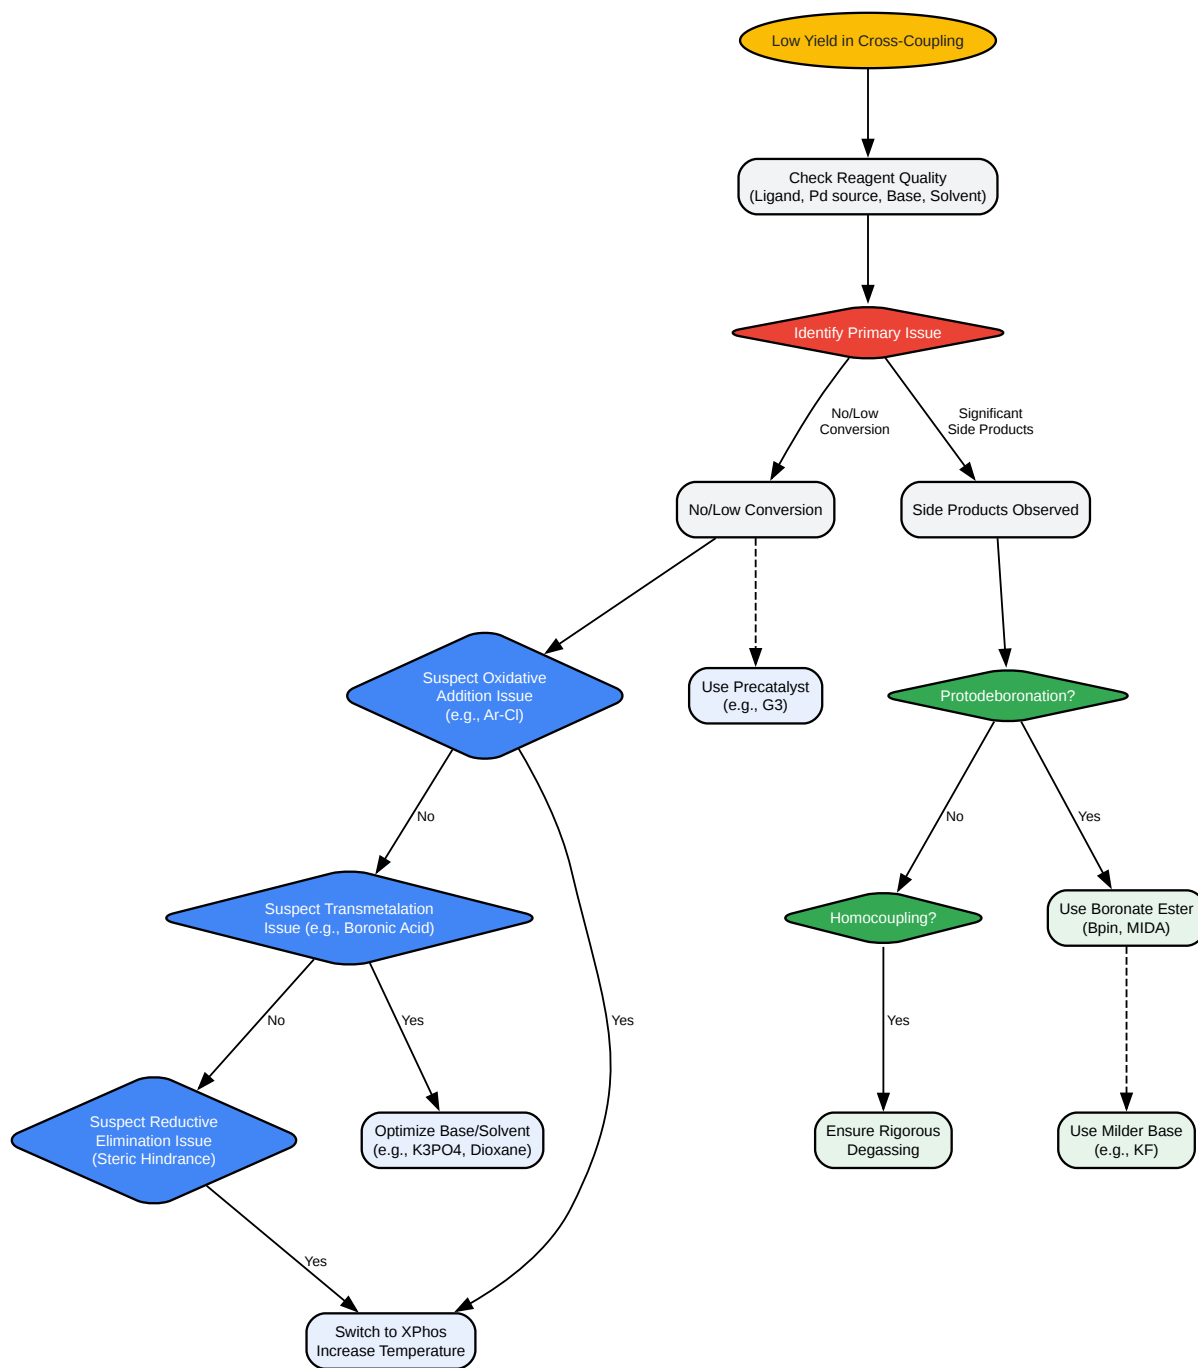 Low Yield in Cross-Coupling
Check Reagent Quality
(Ligand, Pd source, Base, Solvent)
Identify Primary Issue
No/Low
Conversion
Significant
Side Products
No/Low Conversion
Side Products Observed
Suspect Oxidative
Addition Issue
(e.g., Ar-Cl)
Use Precatalyst
(e.g., G3)
Protodeboronation?
No
No
Yes
Suspect Transmetalation
Issue (e.g., Boronic Acid)
Homocoupling?
Use Boronate Ester
(Bpin, MIDA)
No
Yes
Yes
Yes
Suspect Reductive
Elimination Issue
(Steric Hindrance)
Optimize Base/Solvent
(e.g., K3PO4, Dioxane)
Ensure Rigorous
Degassing
Use Milder Base
(e.g., KF)
Yes
Switch to XPhos
Increase Temperature